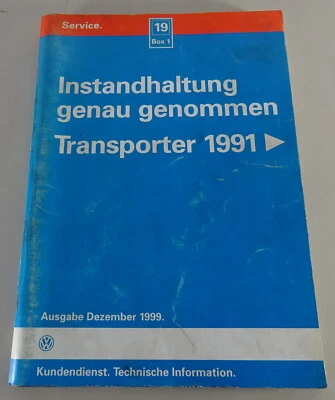 Service.
19
Box 1
Instandhaltung
genau genommen
Transporter 1991 ►
Ausgabe Dezember 1999.
Kundendienst. Technische Information.